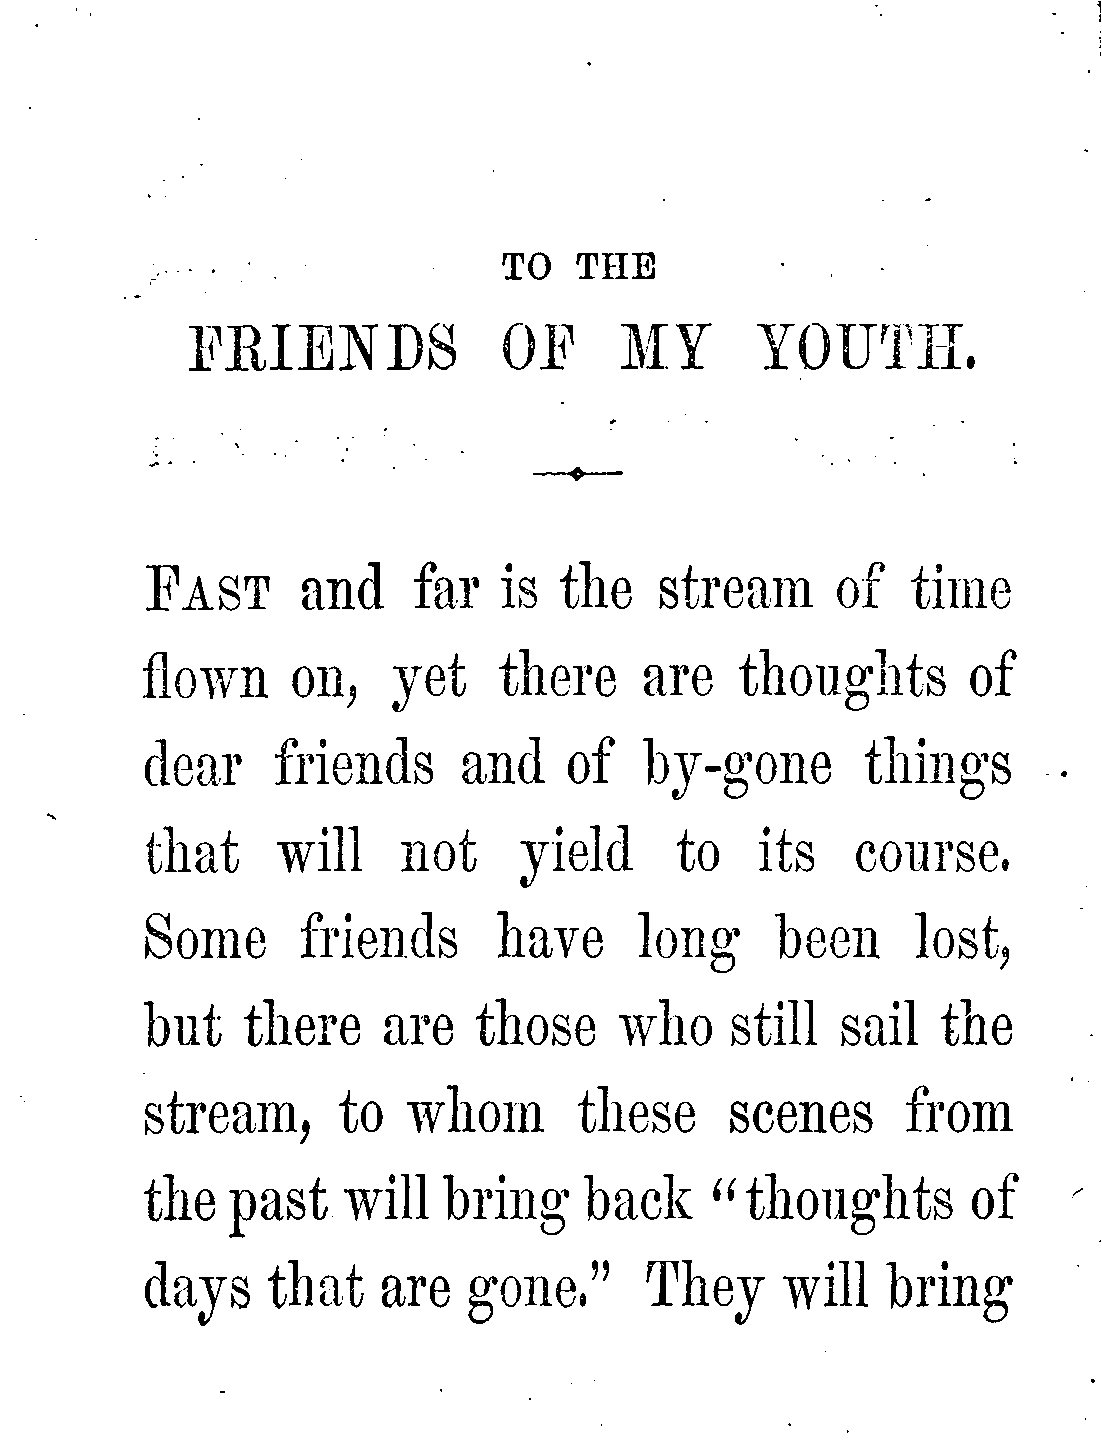 TO THE
FRIENDS OF MY YOUTH.
FAST and far is the stream of time
flown on, yet there are thoughts of
dear friends and of by-gone things
that will not yield to its course.
Some friends have long been lost,
but there are those who still sail the
stream, to whom these scenes from
the past will bring back "thoughts of
days that are gone." They will bring